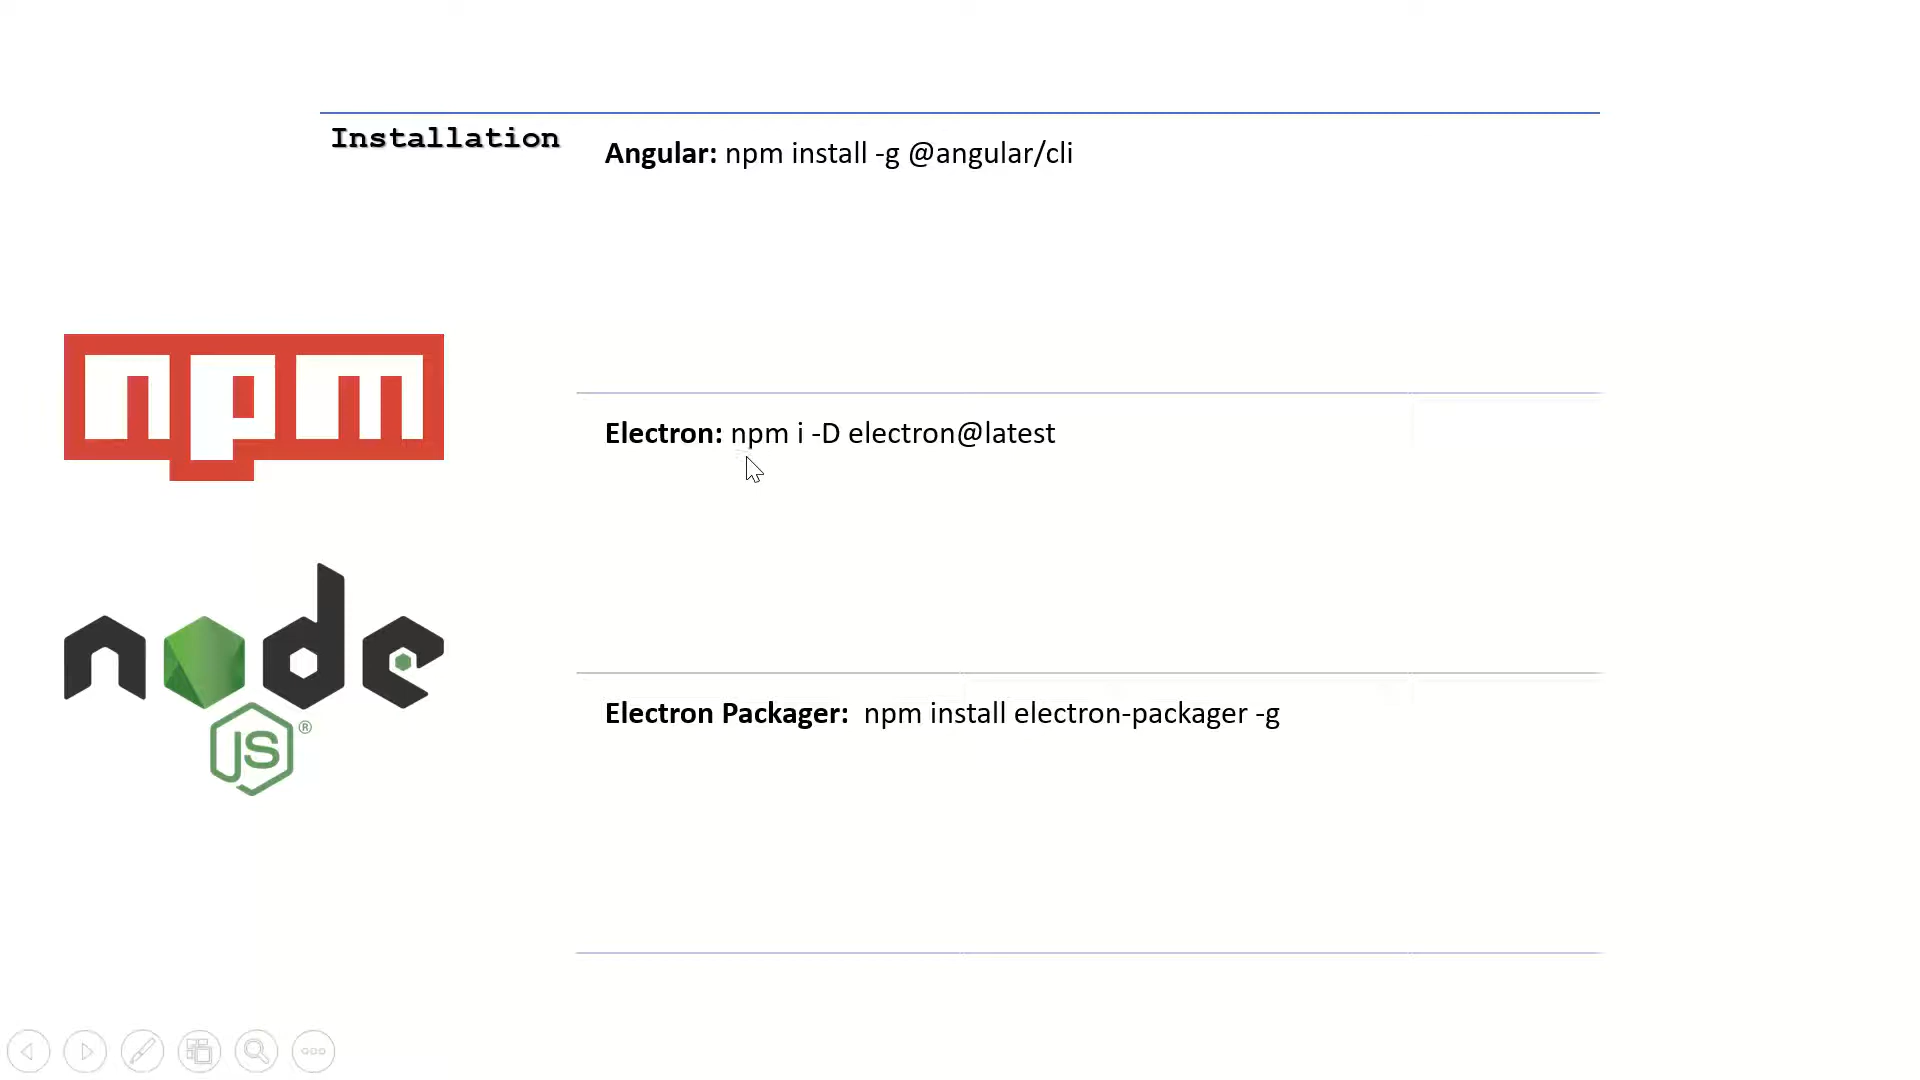 Installation
Angular: npm install -g @angular/cli
npm
Electron: npm i -D electron@latest
node
JS ®
Electron Packager: npm install electron-packager -g